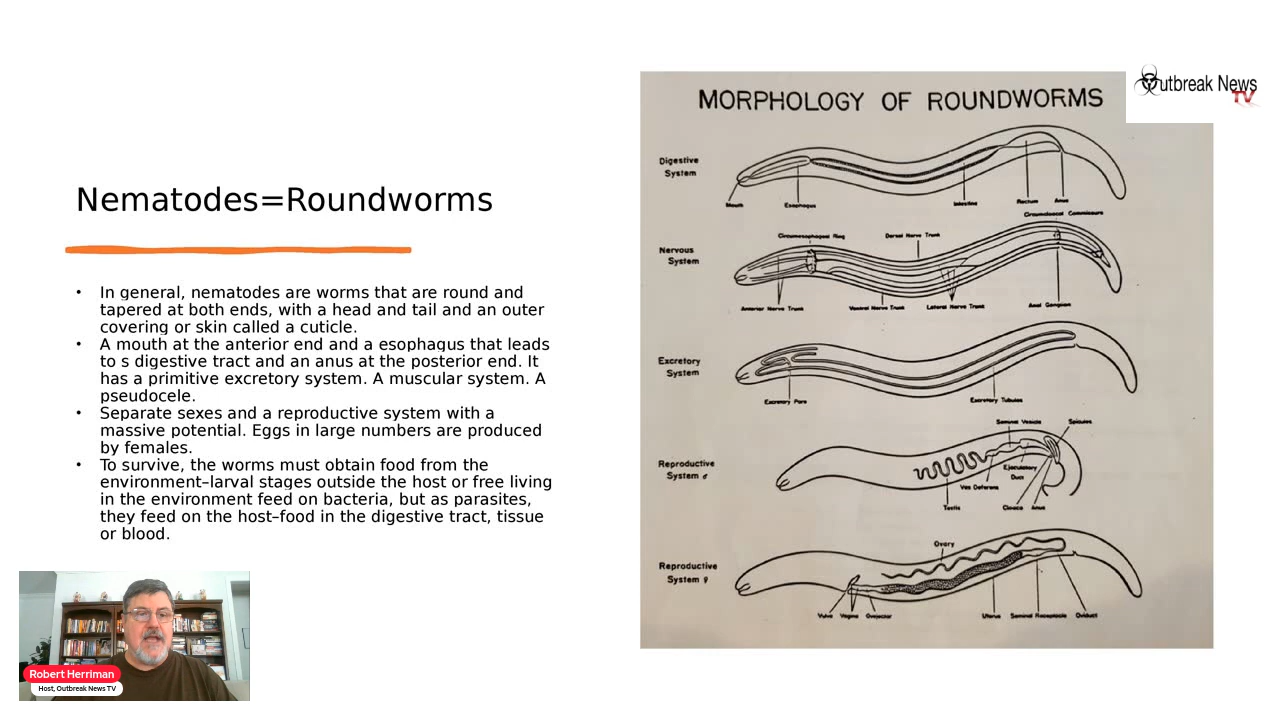 Outbreak News
TV
MORPHOLOGY OF ROUNDWORMS
Nematodes=Roundworms
• In general, nematodes are worms that are round and
tapered at both ends, with a head and tail and an outer
covering or skin called a cuticle.
• A mouth at the anterior end and a esophagus that leads
to s digestive tract and an anus at the posterior end. It
has a primitive excretory system. A muscular system. A
pseudocele.
• Separate sexes and a reproductive system with a
massive potential. Eggs in large numbers are produced
by females.
• To survive, the worms must obtain food from the
environment–larval stages outside the host or free living
in the environment feed on bacteria, but as parasites,
they feed on the host–food in the digestive tract, tissue
or blood.
Digestive
System
Mouth Esophagus Intestine Rectum Anus
Circumcloacal Commissure
Circumesophageal Ring Dorsal Nerve Trunk
Nervous
System
Anterior Nerve Trunk Ventral Nerve Trunk Lateral Nerve Trunk Anal Ganglion
Excretory
System
Excretory Pore Excretory Tubules
Seminal Vesicle Spicules
Reproductive
System ♂
Ejaculatory
Duct
Vas Deferens
Testis Cloaca Anus
Ovary
Reproductive
System ♀
Vulva Vagina Ovejector Uterus Seminal Receptacle Oviduct
Robert Herriman
Host, Outbreak News TV